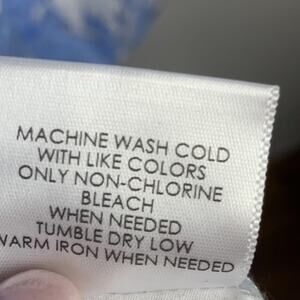 MACHINE WASH COLD
WITH LIKE COLORS
ONLY NON-CHLORINE
BLEACH
WHEN NEEDED
TUMBLE DRY LOW
WARM IRON WHEN NEEDED